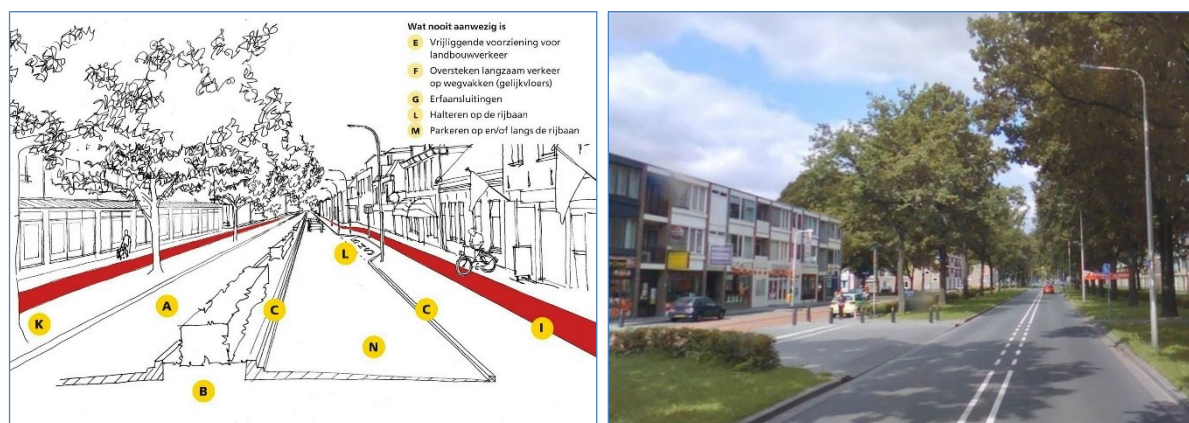 Wat nooit aanwezig is
E Vrijliggende voorziening voor
landbouwverkeer
F Oversteken langzaam verkeer
op wegvakken (gelijkvloers)
G Erfaansluitingen
L Halteren op de rijbaan
M Parkeren op en/of langs de rijbaan
L
A
C
C
K
I
N
B